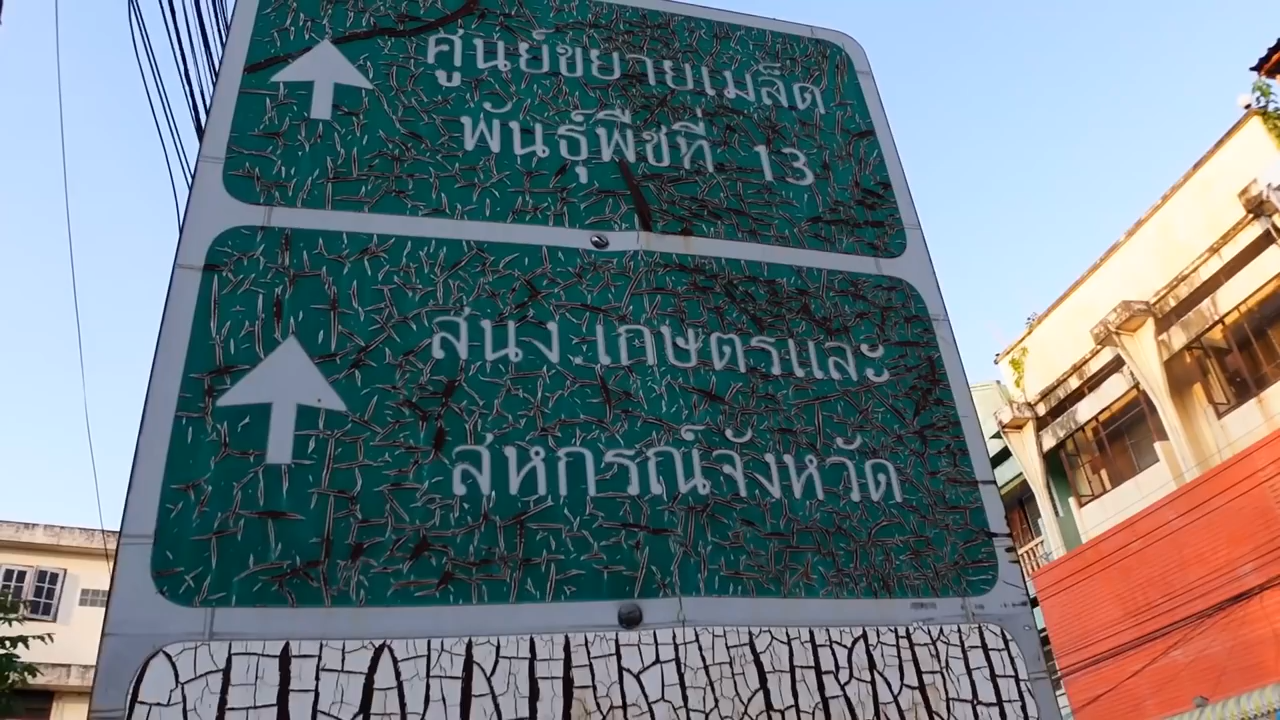 ศูนย์ขยายเมล็ด
พันธุ์พืชที่ 13
สนง.เกษตรและ
สหกรณ์จังหวัด